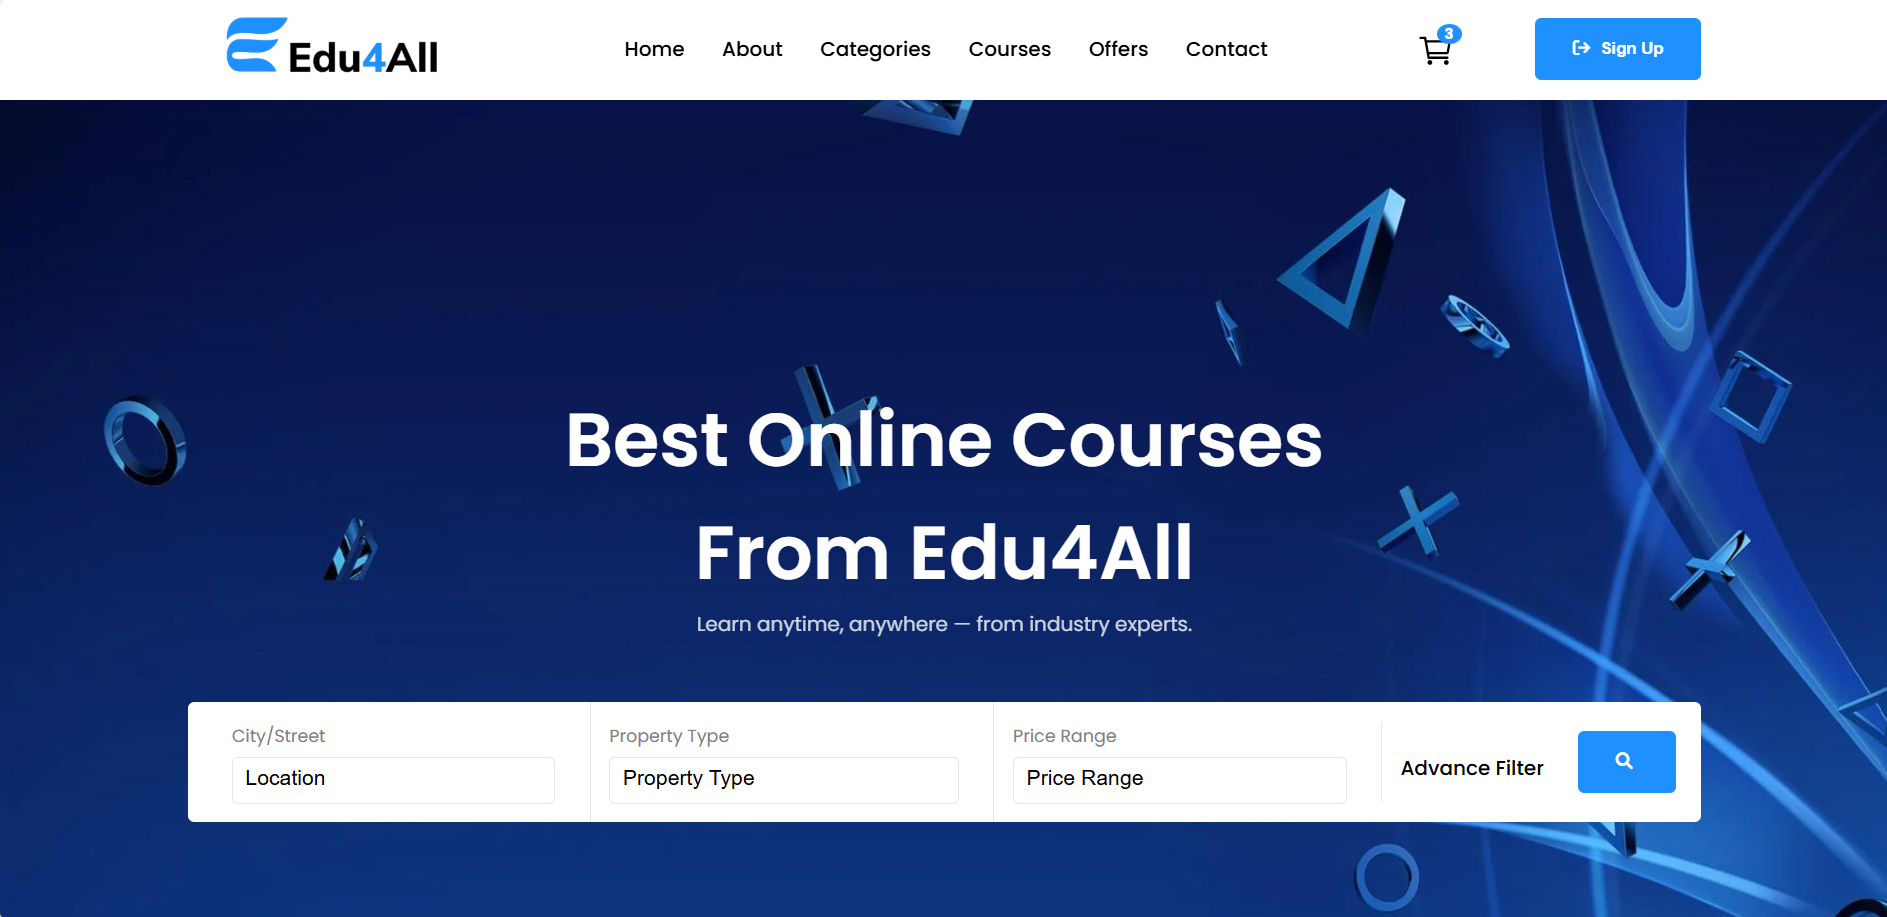 Edu4All
Home About Categories Courses Offers Contact
3
Sign Up
Best Online Courses
From Edu4All
Learn anytime, anywhere — from industry experts.
City/Street
Location
Property Type
Property Type
Price Range
Price Range
Advance Filter